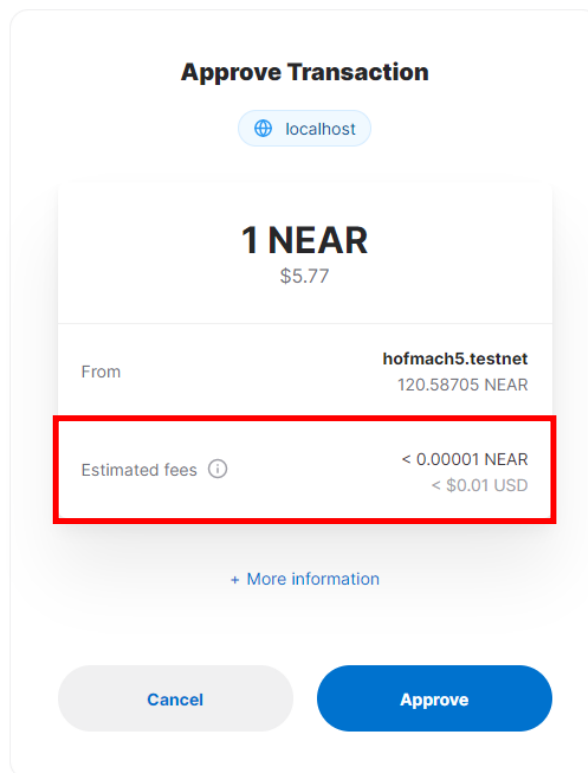 Approve Transaction
localhost
1 NEAR
$5.77
From
hofmach5.testnet
120.58705 NEAR
Estimated fees
< 0.00001 NEAR
< $0.01 USD
+ More information
Cancel
Approve